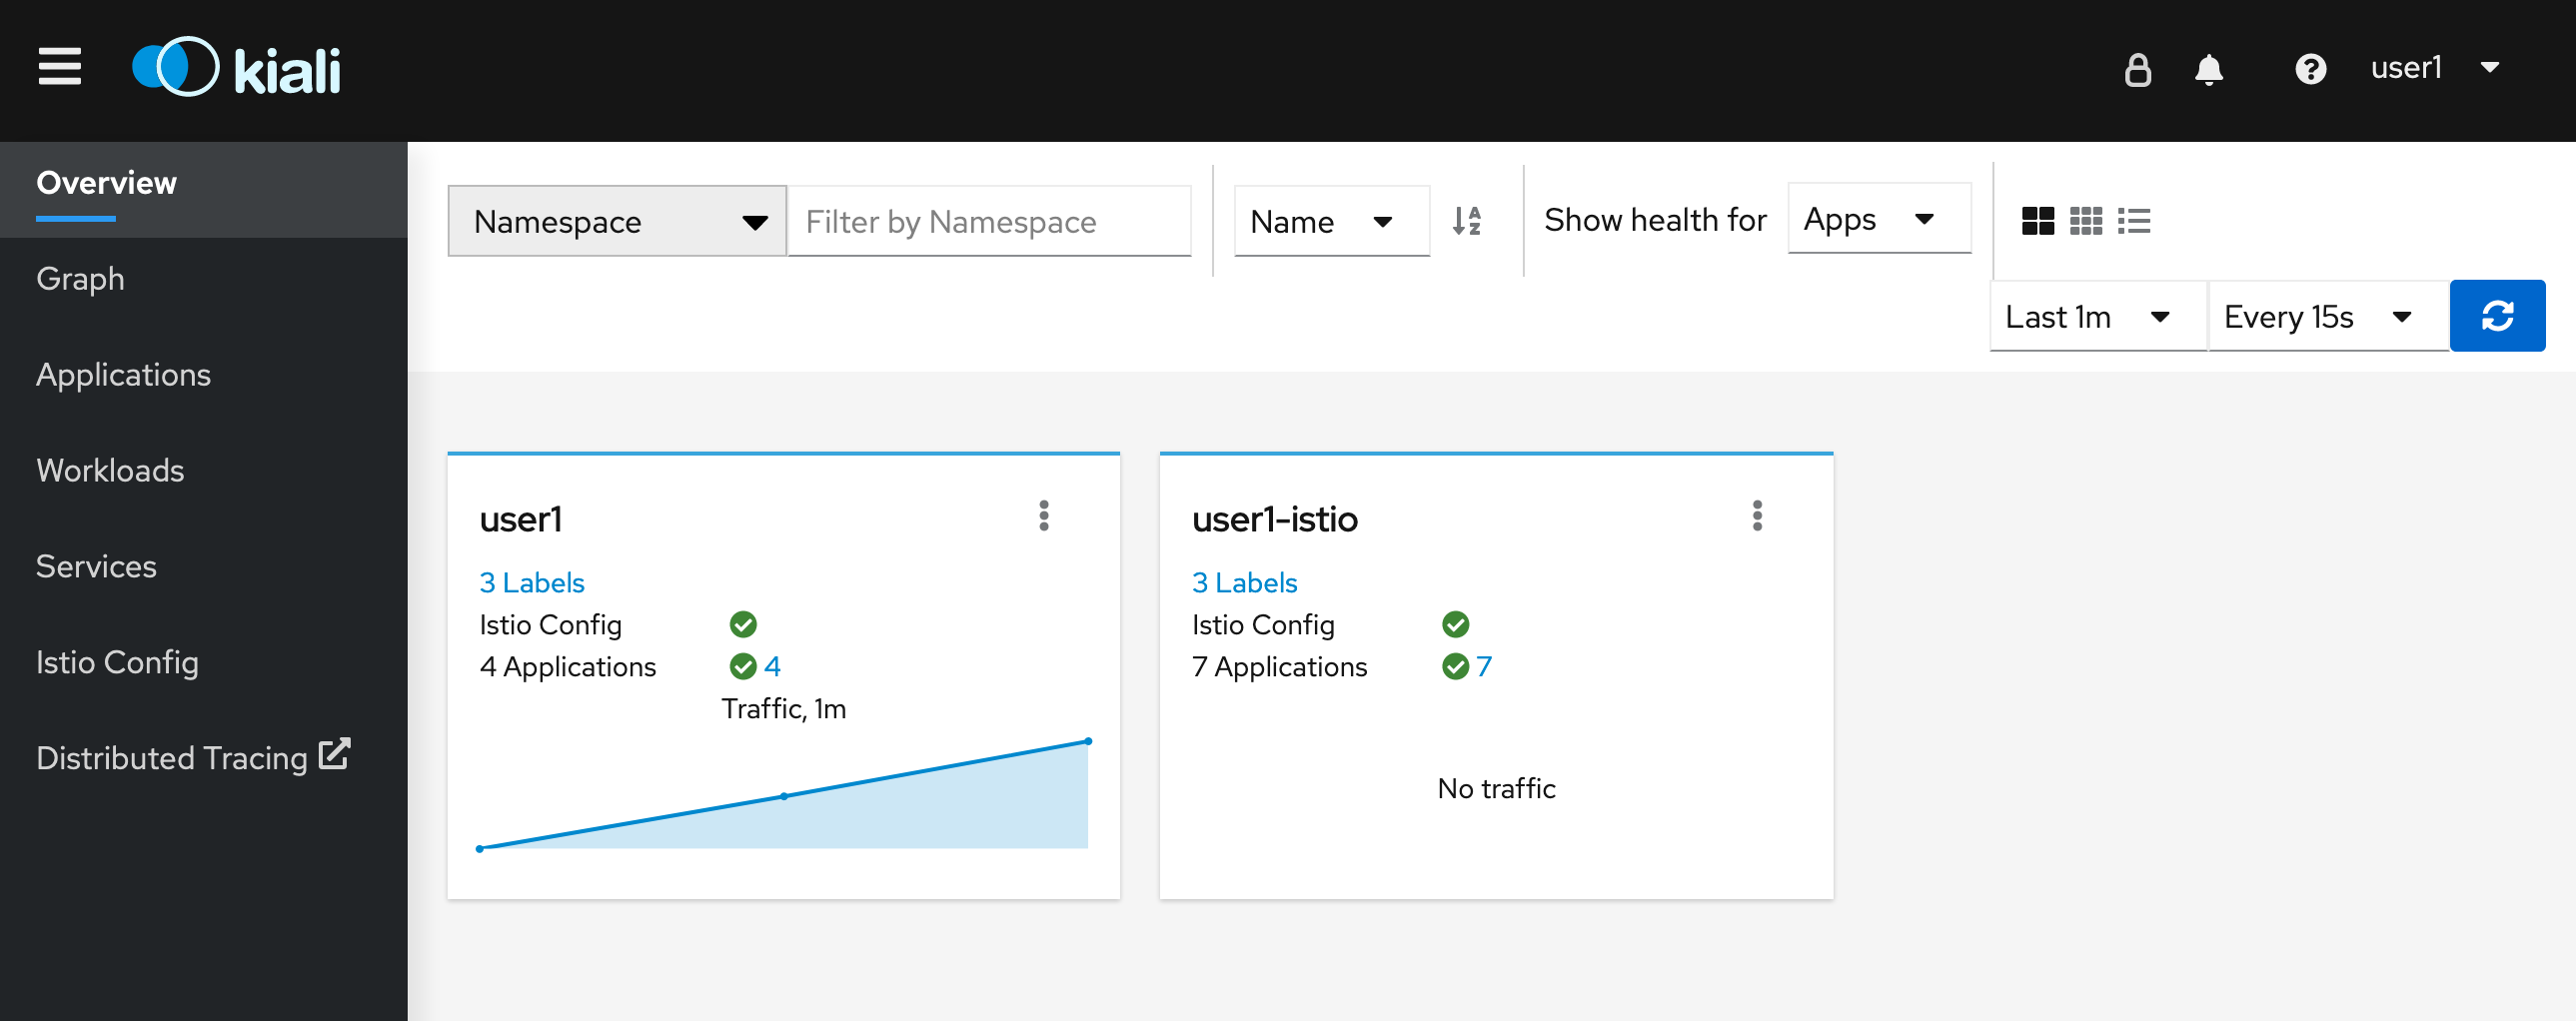 kiali
user1
Overview
Graph
Applications
Workloads
Services
Istio Config
Distributed Tracing
Namespace Filter by Namespace Name Show health for Apps
Last 1m Every 15s
user1
3 Labels
Istio Config
4 Applications 4
Traffic, 1m
user1-istio
3 Labels
Istio Config
7 Applications 7
No traffic